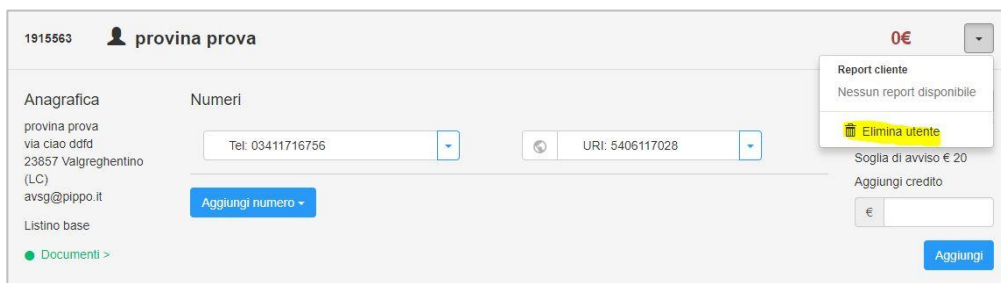 1915563 provina prova 0€
Report cliente
Nessun report disponibile
Elimina utente
Anagrafica
provina prova
via ciao ddfd
23857 Valgreghentino
(LC)
avsg@pippo.it
Listino base
Documenti >
Numeri
Tel: 03411716756
URI: 5406117028
Aggiungi numero
Soglia di avviso € 20
Aggiungi credito
€
Aggiungi